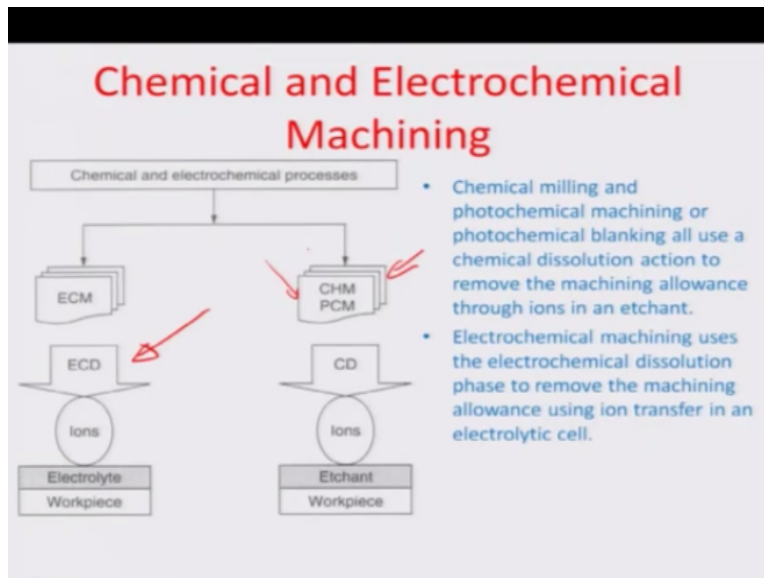 Chemical and Electrochemical
Machining
Chemical and electrochemical processes
ECM
CHM
PCM
ECD
CD
Ions
Ions
Electrolyte
Workpiece
Etchant
Workpiece
• Chemical milling and
photochemical machining or
photochemical blanking all use a
chemical dissolution action to
remove the machining allowance
through ions in an etchant.
• Electrochemical machining uses
the electrochemical dissolution
phase to remove the machining
allowance using ion transfer in an
electrolytic cell.